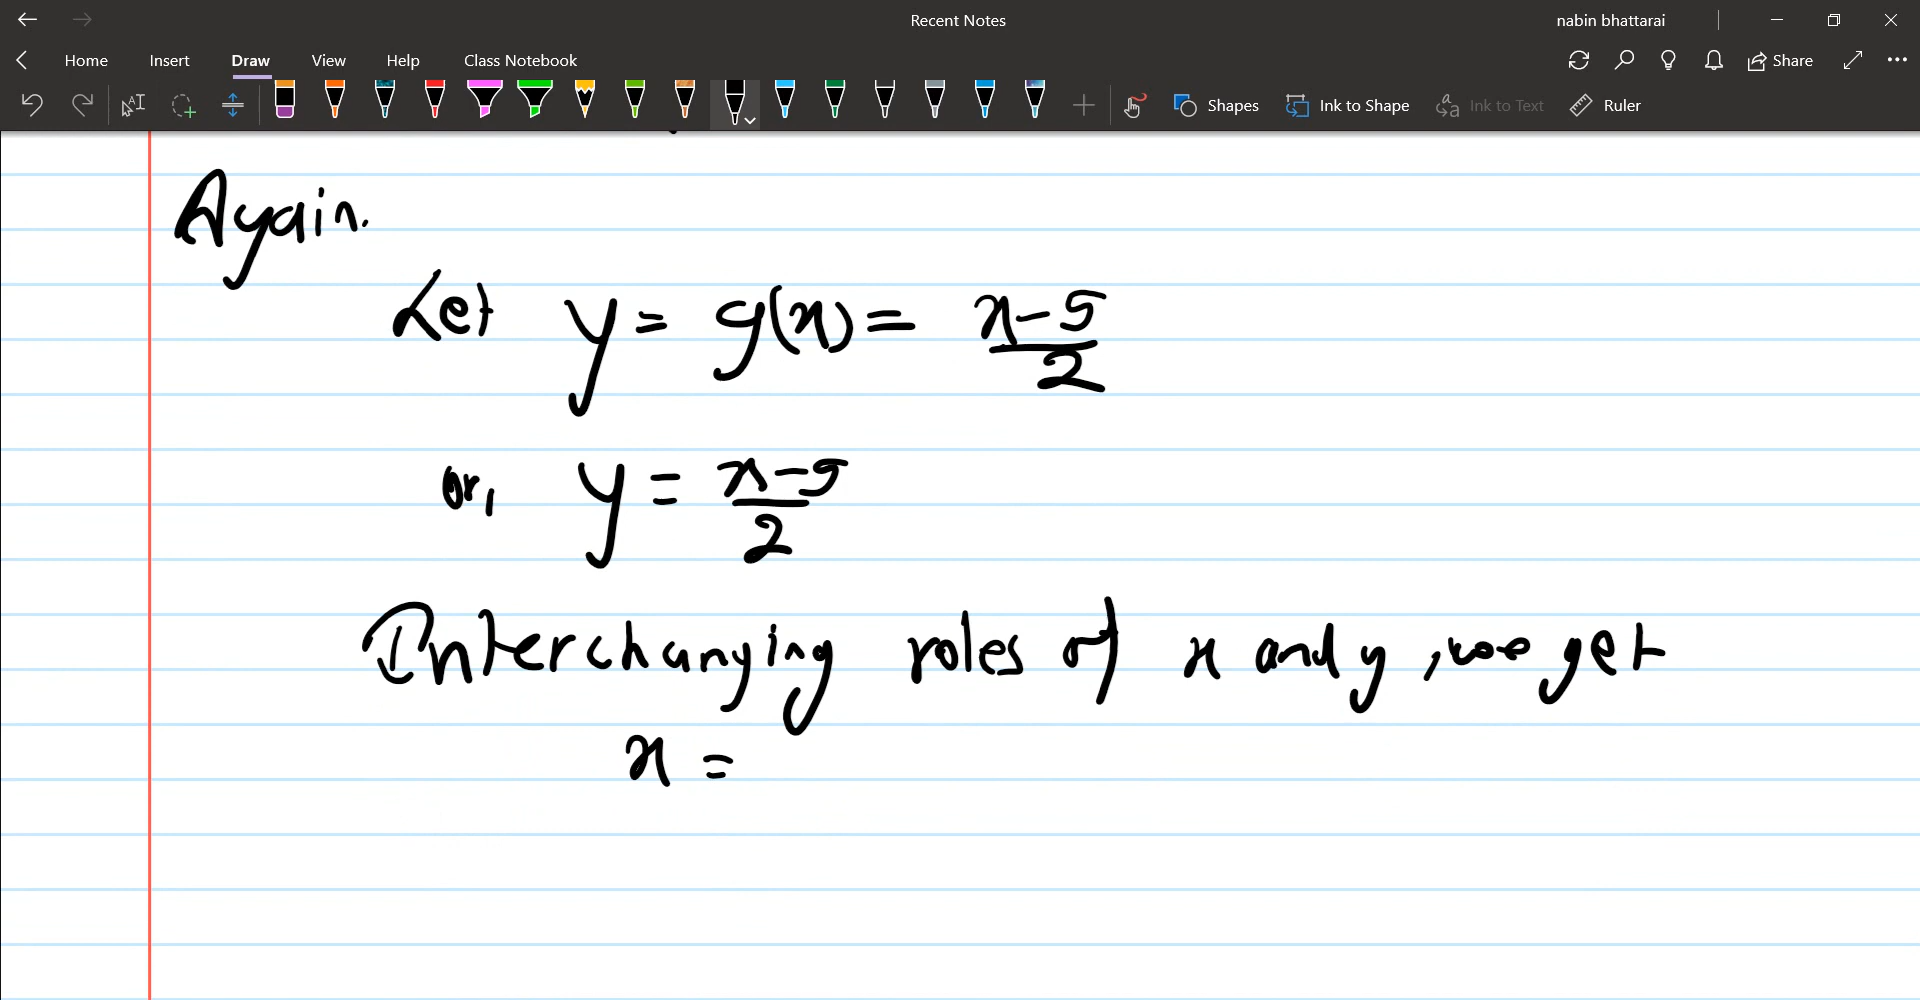 Recent Notes
nabin bhattarai
Home Insert Draw View Help Class Notebook Share
Shapes Ink to Shape Ink to Text Ruler
Again.
Let y = g(x) = x-5/2
or, y = x-5/2
Interchanging roles of x and y, we get
x =